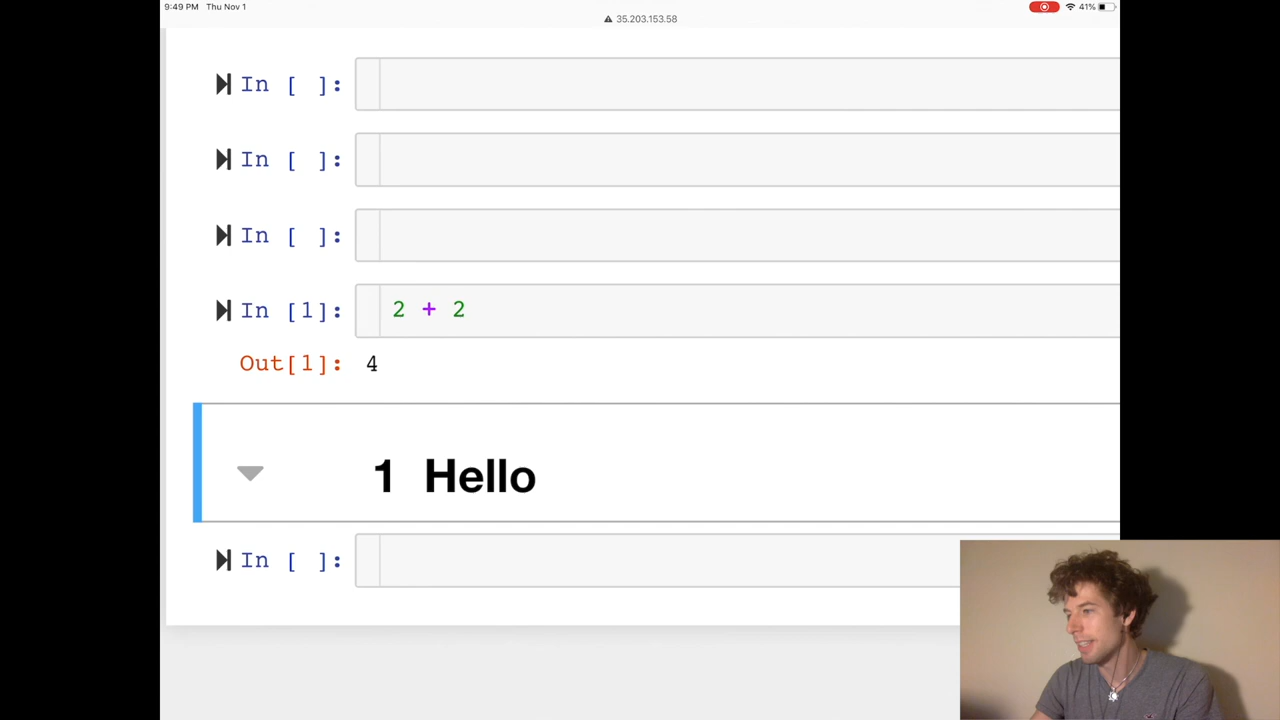 9:49 PM Thu Nov 1 41%
35.203.153.58
In [ ]:
In [ ]:
In [ ]:
In [1]: 2 + 2
Out[1]: 4
1 Hello
In [ ]: